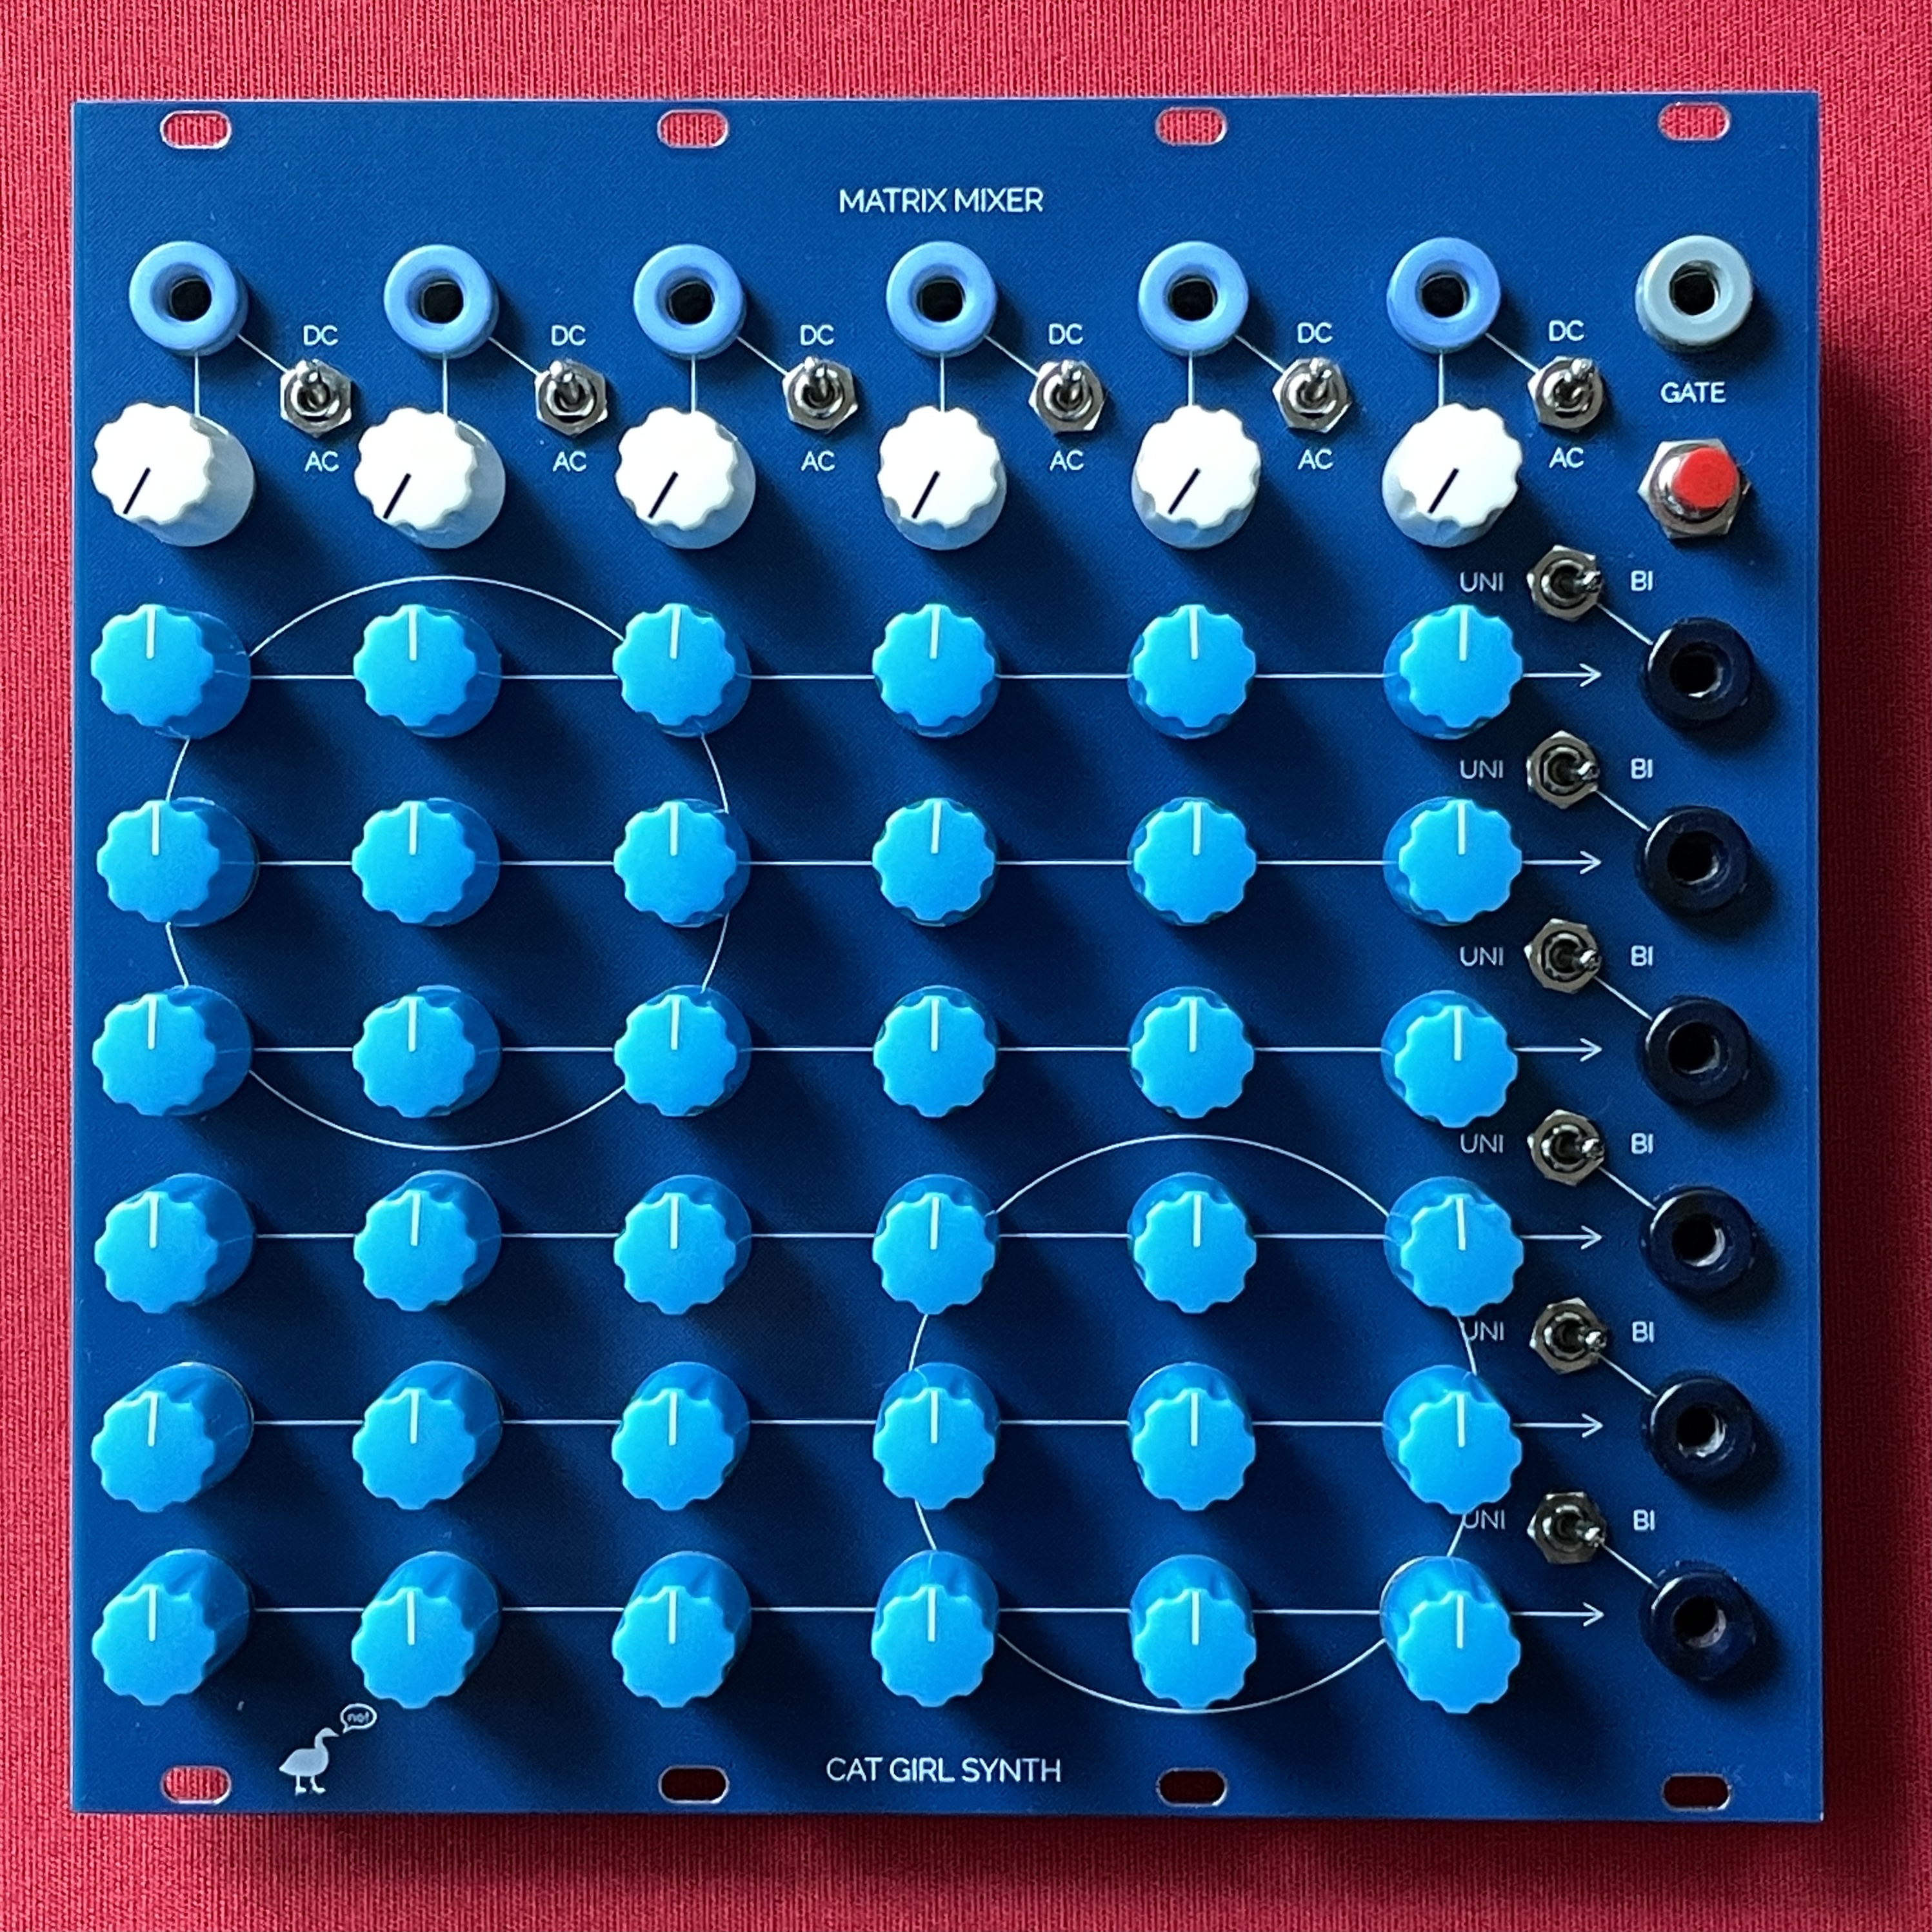 MATRIX MIXER
DC DC DC DC DC DC
GATE
AC AC AC AC AC AC
UNI BI
UNI BI
UNI BI
UNI BI
UNI BI
UNI BI
no!
CAT GIRL SYNTH